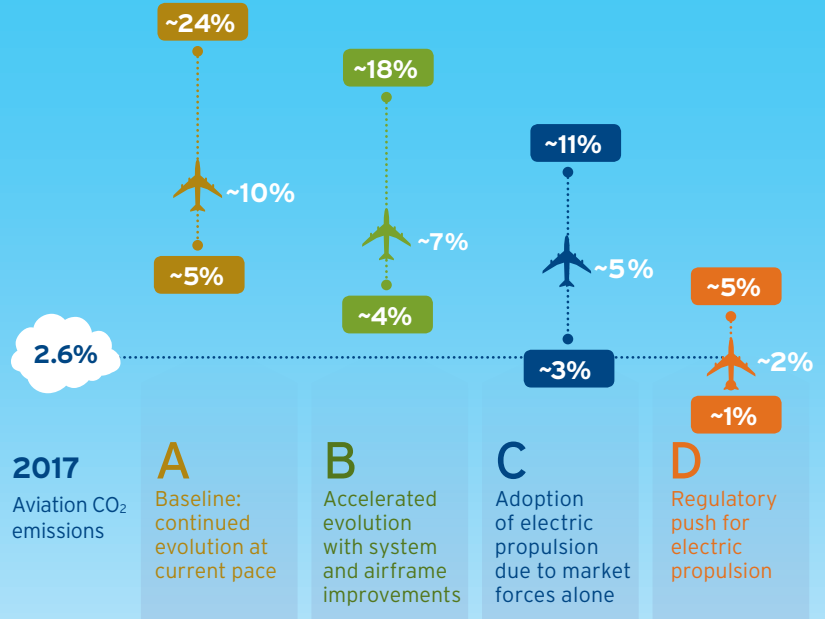 ~24%
~18%
~11%
~10%
~7%
~5%
~5%
~5%
~4%
2.6%
~3%
~2%
~1%
2017
Aviation CO₂
emissions
A
Baseline:
continued
evolution at
current pace
B
Accelerated
evolution
with system
and airframe
improvements
C
Adoption
of electric
propulsion
due to market
forces alone
D
Regulatory
push for
electric
propulsion